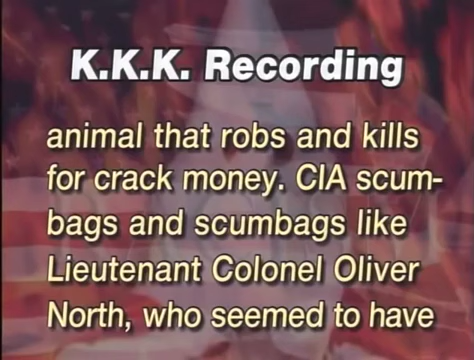 K.K.K. Recording
animal that robs and kills
for crack money. CIA scum-
bags and scumbags like
Lieutenant Colonel Oliver
North, who seemed to have